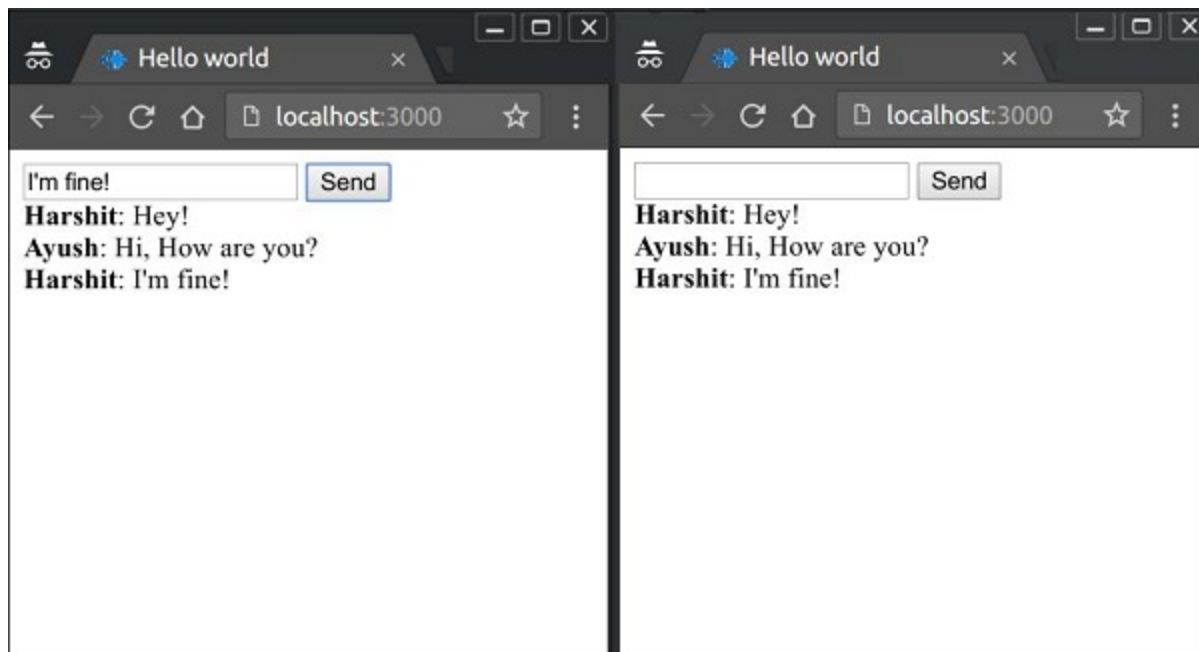 Hello world
localhost:3000
I'm fine! Send
Harshit: Hey!
Ayush: Hi, How are you?
Harshit: I'm fine!
Hello world
localhost:3000
Send
Harshit: Hey!
Ayush: Hi, How are you?
Harshit: I'm fine!